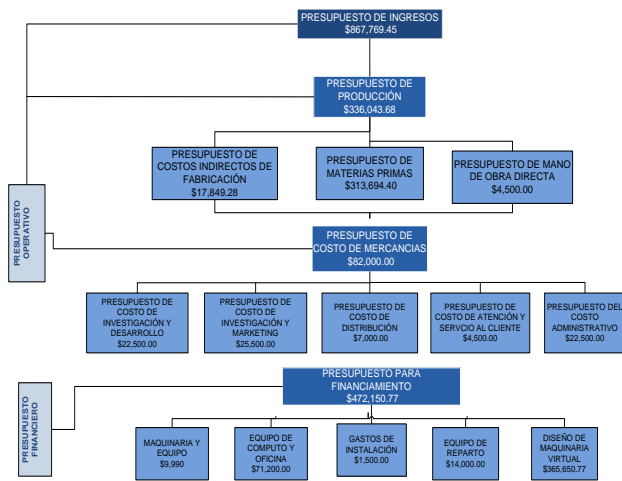 PRESUPUESTO DE INGRESOS
$867,769.45
PRESUPUESTO DE
PRODUCCIÓN
$336,043.68
PRESUPUESTO DE
COSTOS INDIRECTOS DE
FABRICACIÓN
$17,849.28
PRESUPUESTO DE
MATERIAS PRIMAS
$313,694.40
PRESUPUESTO DE MANO
DE OBRA DIRECTA
$4,500.00
PRESUPUESTO
OPERATIVO
PRESUPUESTO DE
COSTO DE MERCANCIAS
$82,000.00
PRESUPUESTO DE
COSTO DE
INVESTIGACIÓN Y
DESARROLLO
$22,500.00
PRESUPUESTO DE
COSTO DE
INVESTIGACIÓN Y
MARKETING
$25,500.00
PRESUPUESTO DE
COSTO DE
DISTRIBUCIÓN
$7,000.00
PRESUPUESTO DE
COSTO DE ATENCIÓN Y
SERVCIO AL CLIENTE
$4,500.00
PRESUPUESTO DEL
COSTO
ADMINISTRATIVO
$22,500.00
PRESUPUESTO
FINANCIERO
PRESUPUESTO PARA
FINANCIAMIENTO
$472,150.77
MAQUINARIA Y
EQUIPO
$9,990
EQUIPO DE
COMPUTO Y
OFICINA
$71,200.00
GASTOS DE
INSTALACIÓN
$1,500.00
EQUIPO DE
REPARTO
$14,000.00
DISEÑO DE
MAQUINARIA
VIRTUAL
$365,650.77